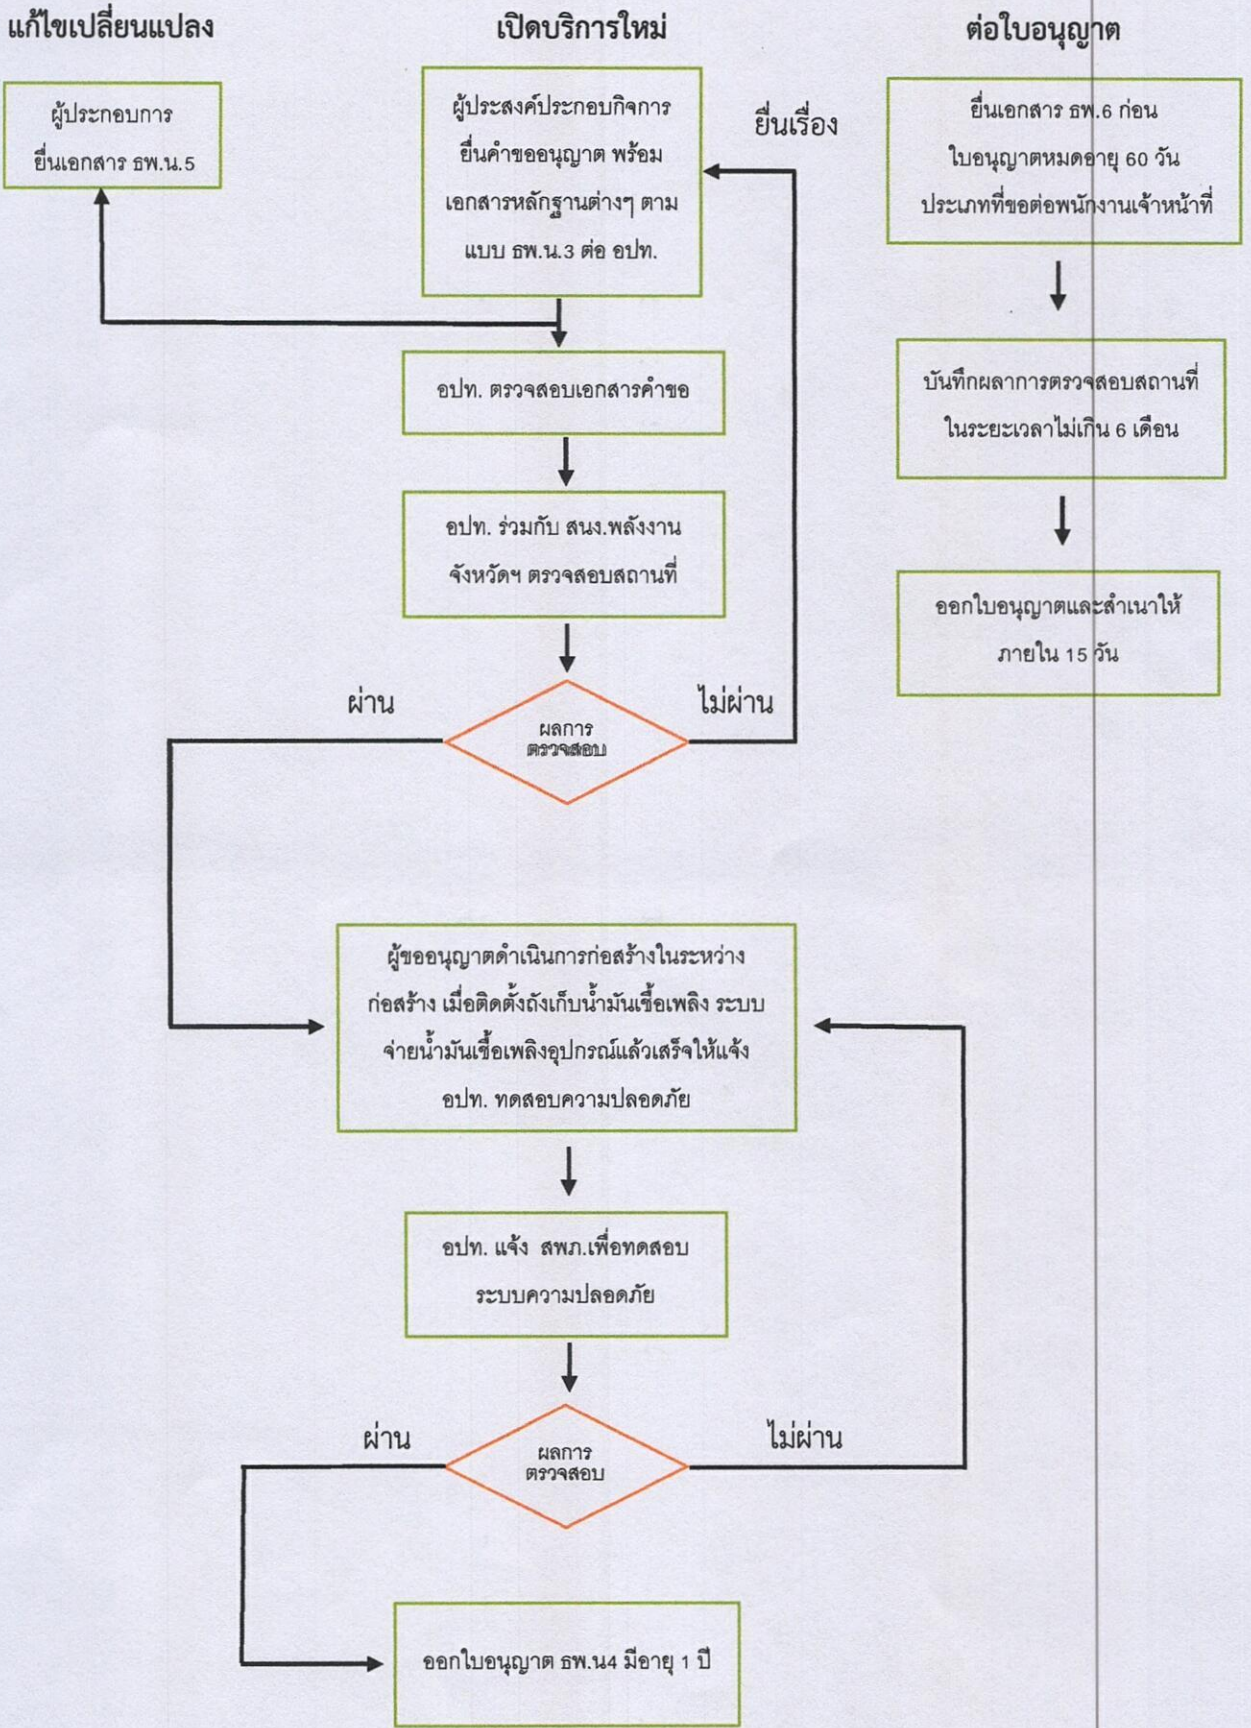 แก้ไขเปลี่ยนแปลง
ผู้ประกอบการ
ยื่นเอกสาร ธพ.น.5
เปิดบริการใหม่
ผู้ประสงค์ประกอบกิจการ
ยื่นคำขออนุญาต พร้อม
เอกสารหลักฐานต่างๆ ตาม
แบบ ธพ.น.3 ต่อ อปท.
ยื่นเรื่อง
อปท. ตรวจสอบเอกสารคำขอ
อปท. ร่วมกับ สนง.พลังงาน
จังหวัดฯ ตรวจสอบสถานที่
ผ่าน
ผลการ
ตรวจสอบ
ไม่ผ่าน
ผู้ขออนุญาตดำเนินการก่อสร้างในระหว่าง
ก่อสร้าง เมื่อติดตั้งถังเก็บน้ำมันเชื้อเพลิง ระบบ
จ่ายน้ำมันเชื้อเพลิงอุปกรณ์แล้วเสร็จให้แจ้ง
อปท. ทดสอบความปลอดภัย
อปท. แจ้ง สพภ.เพื่อทดสอบ
ระบบความปลอดภัย
ผ่าน
ผลการ
ตรวจสอบ
ไม่ผ่าน
ออกใบอนุญาต ธพ.น4 มีอายุ 1 ปี
ต่อใบอนุญาต
ยื่นเอกสาร ธพ.6 ก่อน
ใบอนุญาตหมดอายุ 60 วัน
ประเภทที่ขอต่อพนักงานเจ้าหน้าที่
บันทึกผลาการตรวจสอบสถานที่
ในระยะเวลาไม่เกิน 6 เดือน
ออกใบอนุญาตและสำเนาให้
ภายใน 15 วัน